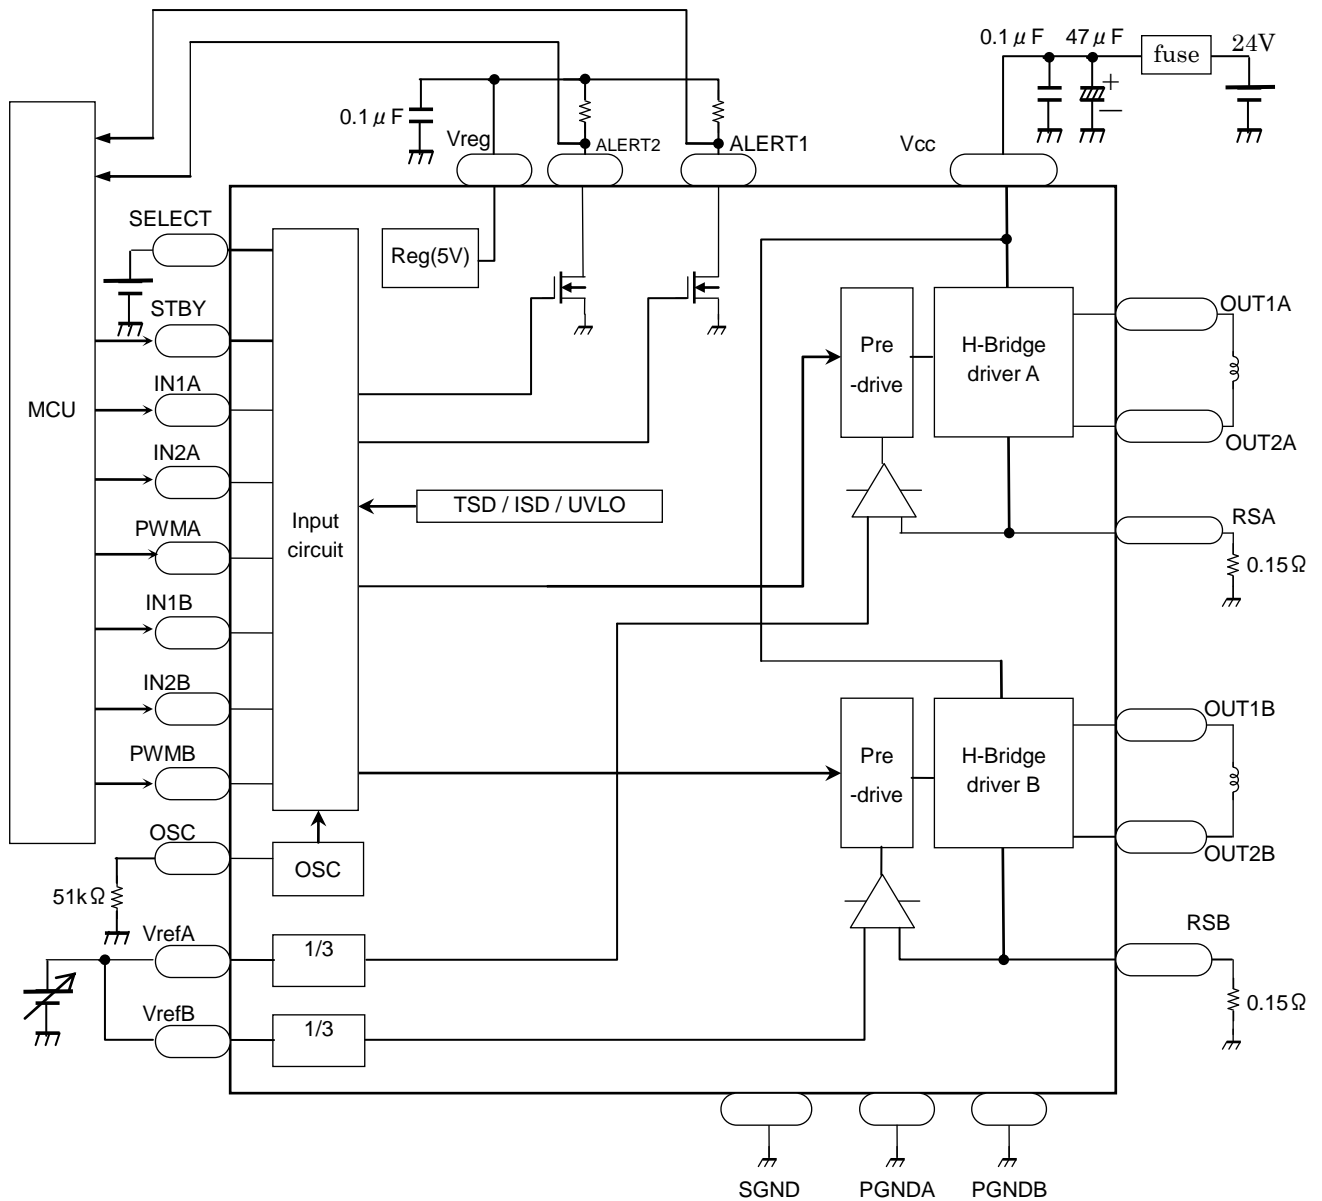 0.1μF
47μF
fuse
24V
0.1μF
Vreg
ALERT2
ALERT1
Vcc
SELECT
Reg(5V)
STBY
OUT1A
Pre
-drive
H-Bridge
driver A
MCU
IN1A
OUT2A
IN2A
TSD / ISD / UVLO
Input
circuit
PWMA
RSA
0.15Ω
IN1B
IN2B
OUT1B
PWMB
Pre
-drive
H-Bridge
driver B
OSC
OSC
OUT2B
51kΩ
VrefA
1/3
RSB
VrefB
1/3
0.15Ω
SGND
PGNDA
PGNDB